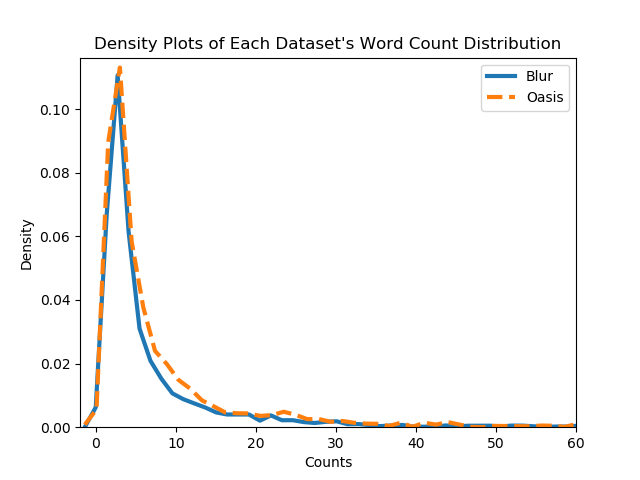 Density Plots of Each Dataset's Word Count Distribution
Blur
Oasis
Density
0.10
0.08
0.06
0.04
0.02
0.00
0 10 20 30 40 50 60
Counts